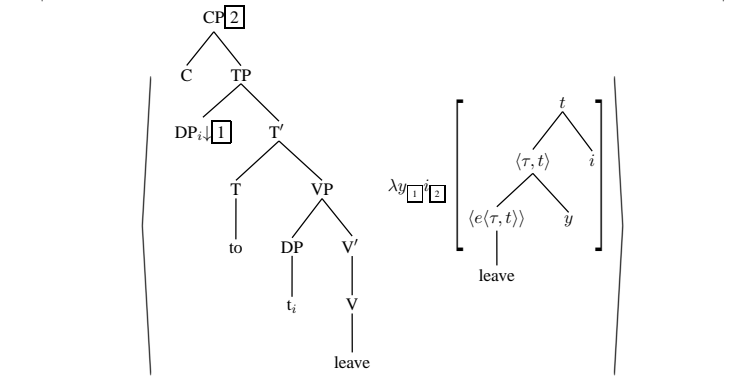 CP 2
C TP
DPᵢ↓ 1 T′
T VP
to DP V′
tᵢ V
leave
λy 1 i 2
t
⟨τ, t⟩ i
⟨e⟨τ, t⟩⟩ y
leave